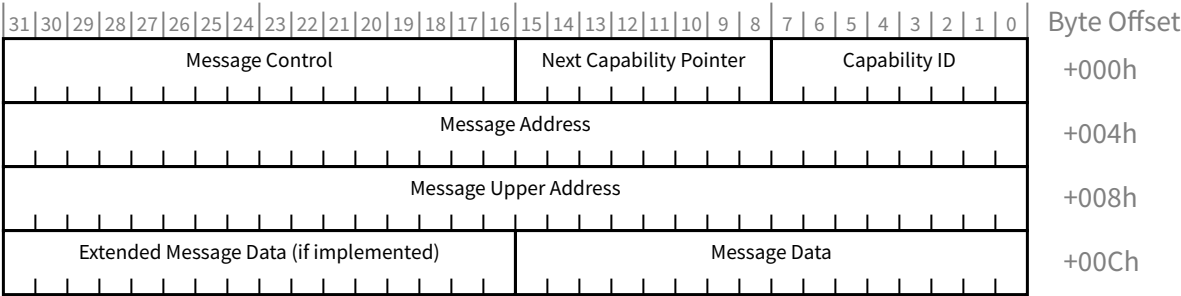 31 30 29 28 27 26 25 24 23 22 21 20 19 18 17 16 15 14 13 12 11 10 9 8 7 6 5 4 3 2 1 0 Byte Offset
Message Control Next Capability Pointer Capability ID +000h
Message Address +004h
Message Upper Address +008h
Extended Message Data (if implemented) Message Data +00Ch